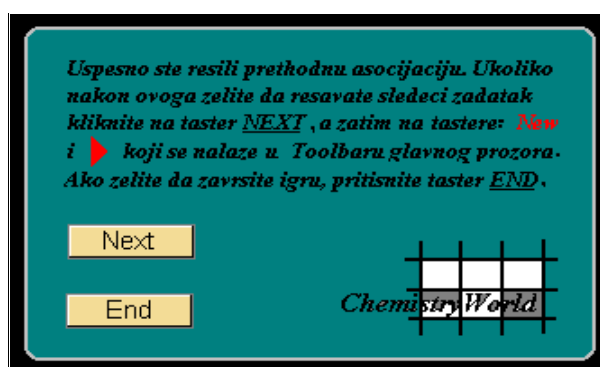 Uspesno ste resili prethodnu asocijaciju. Ukoliko
nakon ovoga zelite da resavate sledeci zadatak
kliknite na taster NEXT , a zatim na tastere: New
i koji se nalaze u Toolbaru glavnog prozora.
Ako zelite da zavrsite igru, pritisnite taster END.
Next
End
ChemistryWorld